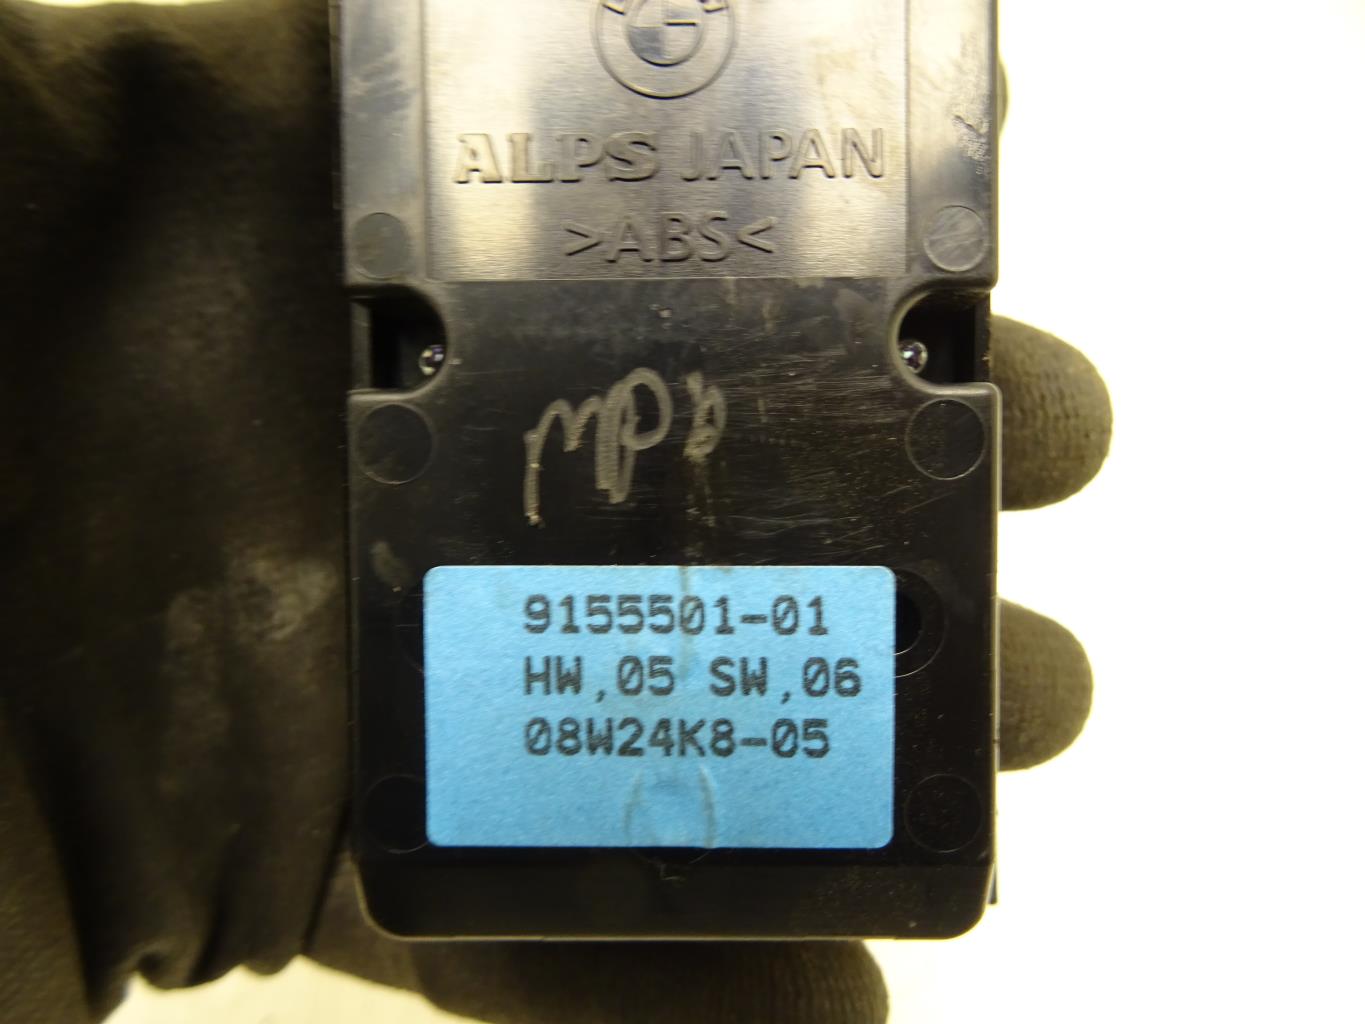 ALPS JAPAN
>ABS<
9155501-01
HW,05 SW,06
08W24K8-05